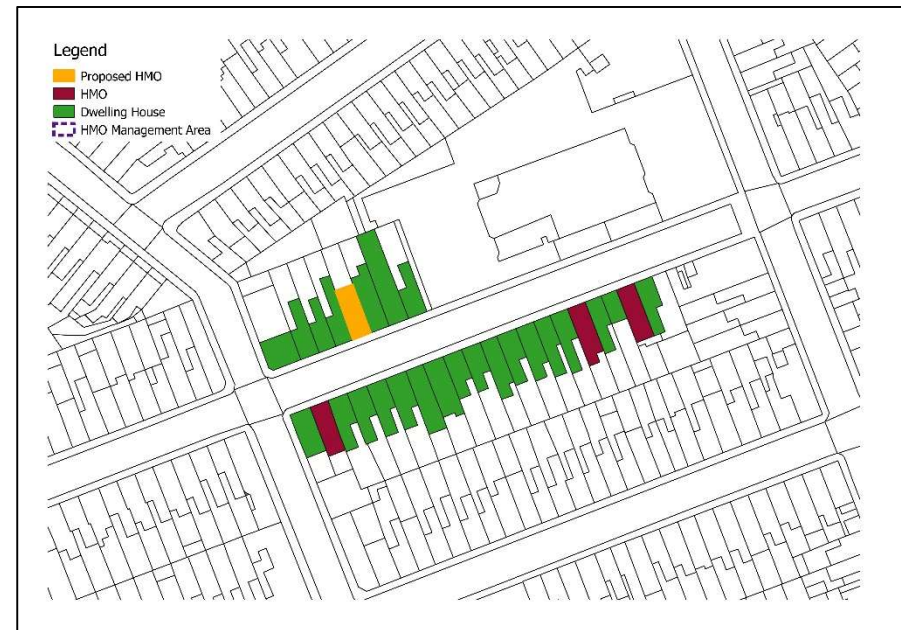 Legend
Proposed HMO
HMO
Dwelling House
HMO Management Area